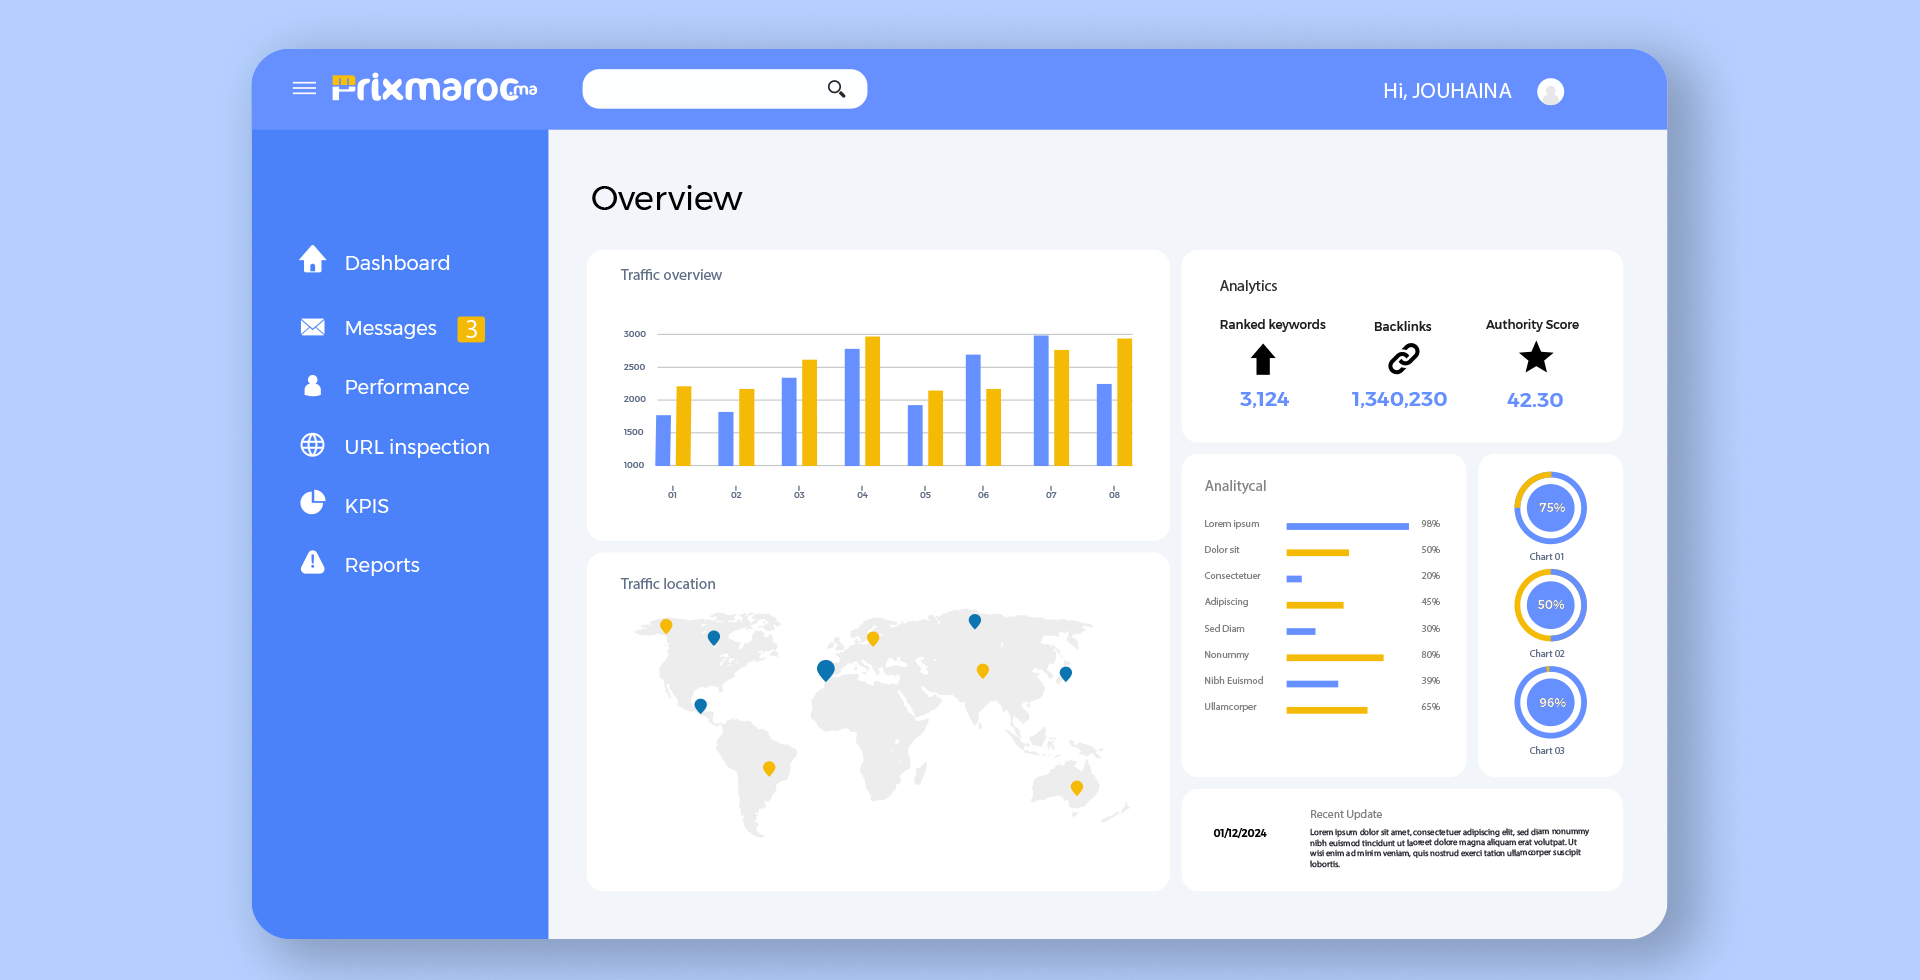 Prixmaroc.ma
Hi, JOUHAINA
Dashboard
Messages 3
Performance
URL inspection
KPIS
Reports
Overview
Traffic overview
3000
2500
2000
1500
1000
01 02 03 04 05 06 07 08
Traffic location
Analytics
Ranked keywords Backlinks Authority Score
3,124 1,340,230 42.30
Analitycal
Lorem ipsum 98%
Dolor sit 50%
Consectetuer 20%
Adipiscing 45%
Sed Diam 30%
Nonummy 80%
Nibh Euismod 39%
Ullamcorper 65%
75%
Chart 01
50%
Chart 02
96%
Chart 03
01/12/2024
Recent Update
Lorem ipsum dolor sit amet, consectetuer adipiscing elit, sed diam nonummy
nibh euismod tincidunt ut laoreet dolore magna aliquam erat volutpat. Ut
wisi enim ad minim veniam, quis nostrud exerci tation ullamcorper suscipit
lobortis.